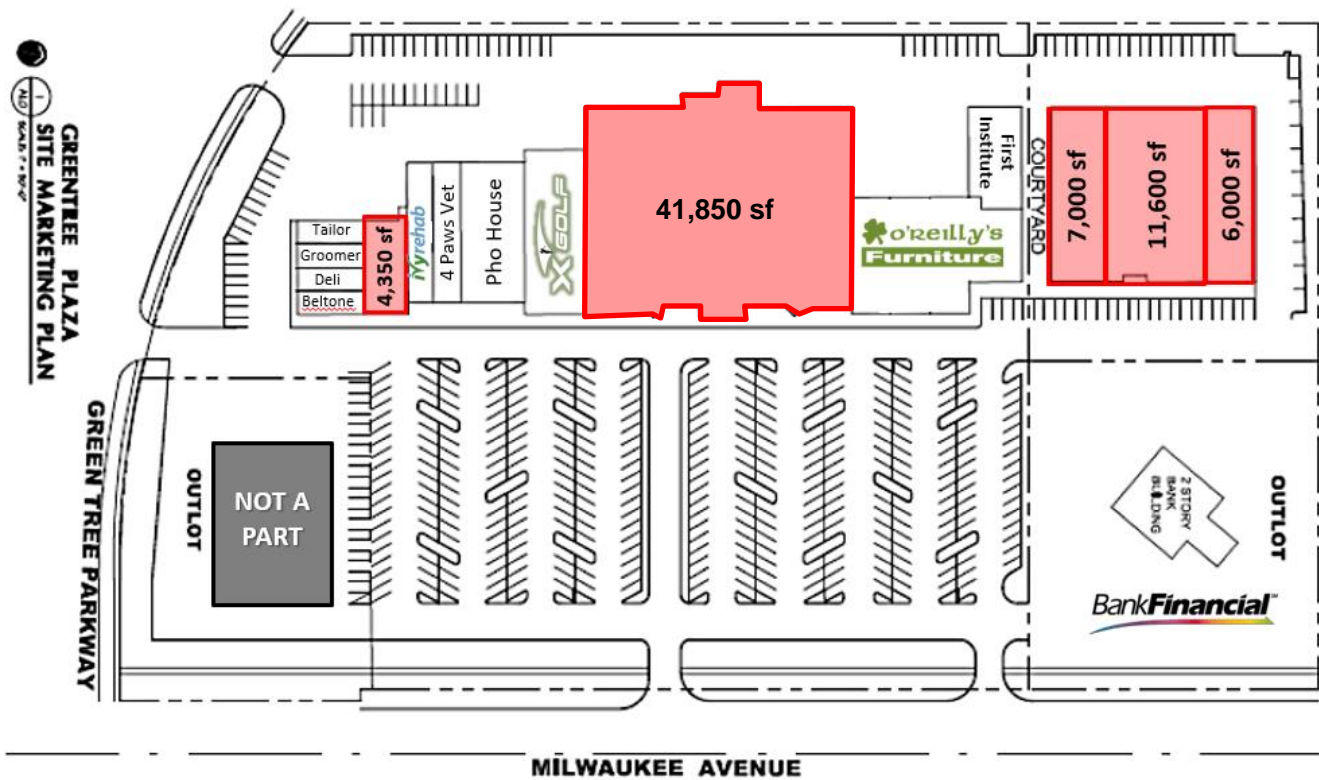 GREENTREE PLAZA
SITE MARKETING PLAN
1
Tailor
Groomer
Deli
Beltone
4,350 sf
Myrehab
4 Paws Vet
Pho House
X GOLF
41,850 sf
O'REILLY'S
Furniture
First
Institute
COURTYARD
7,000 sf
11,600 sf
6,000 sf
GREEN TREE PARKWAY
OUTLOT
NOT A
PART
2 STORY
BANK
BUILDING
OUTLOT
BankFinancial
MILWAUKEE AVENUE